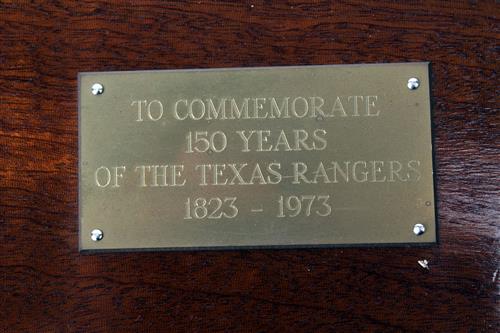 TO COMMEMORATE
150 YEARS
OF THE TEXAS RANGERS
1823 - 1973